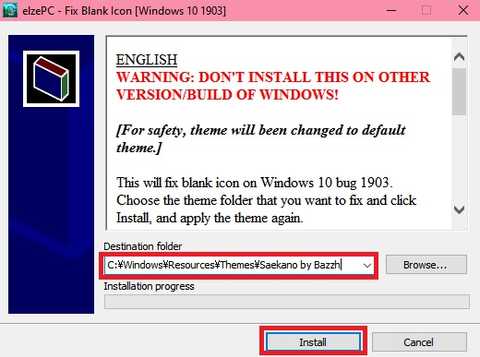 elzePC - Fix Blank Icon [Windows 10 1903]
ENGLISH
WARNING: DON'T INSTALL THIS ON OTHER
VERSION/BUILD OF WINDOWS!
[For safety, theme will been changed to default
theme.]
This will fix blank icon on Windows 10 bug 1903.
Choose the theme folder that you want to fix and click
Install, and apply the theme again.
Destination folder
C:¥Windows¥Resources¥Themes¥Saekano by Bazzh
Browse...
Installation progress
Install
Cancel